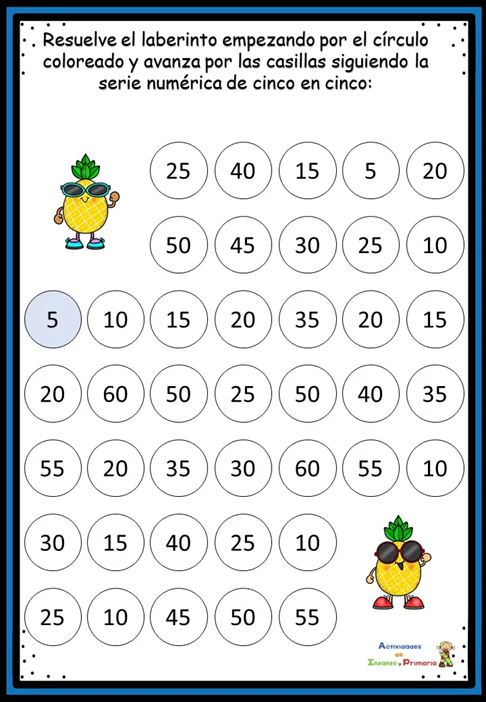 Resuelve el laberinto empezando por el círculo
coloreado y avanza por las casillas siguiendo la
serie numérica de cinco en cinco:
25 40 15 5 20
50 45 30 25 10
5 10 15 20 35 20 15
20 60 50 25 50 40 35
55 20 35 30 60 55 10
30 15 40 25 10
25 10 45 50 55
Actividades
de
Infantil y Primaria